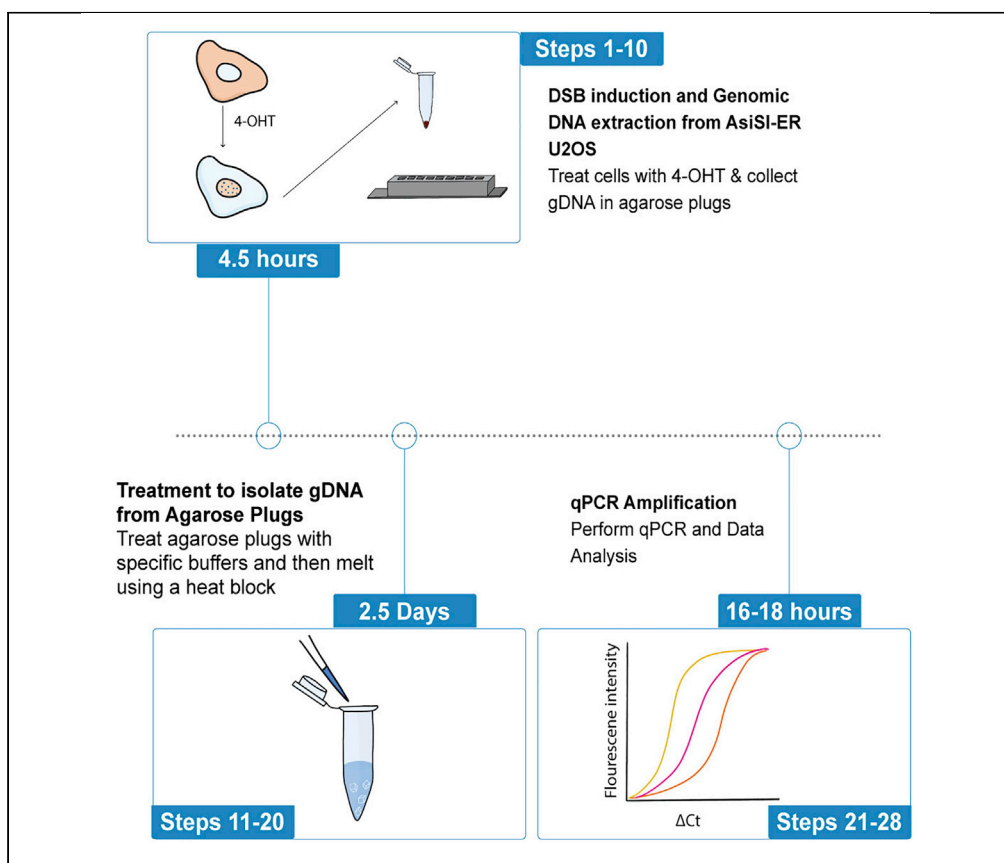 Steps 1-10
4-OHT
DSB induction and Genomic
DNA extraction from AsiSI-ER
U2OS
Treat cells with 4-OHT & collect
gDNA in agarose plugs
4.5 hours
Treatment to isolate gDNA
from Agarose Plugs
Treat agarose plugs with
specific buffers and then melt
using a heat block
2.5 Days
Steps 11-20
qPCR Amplification
Perform qPCR and Data
Analysis
16-18 hours
Flourescene intensity
ΔCt
Steps 21-28